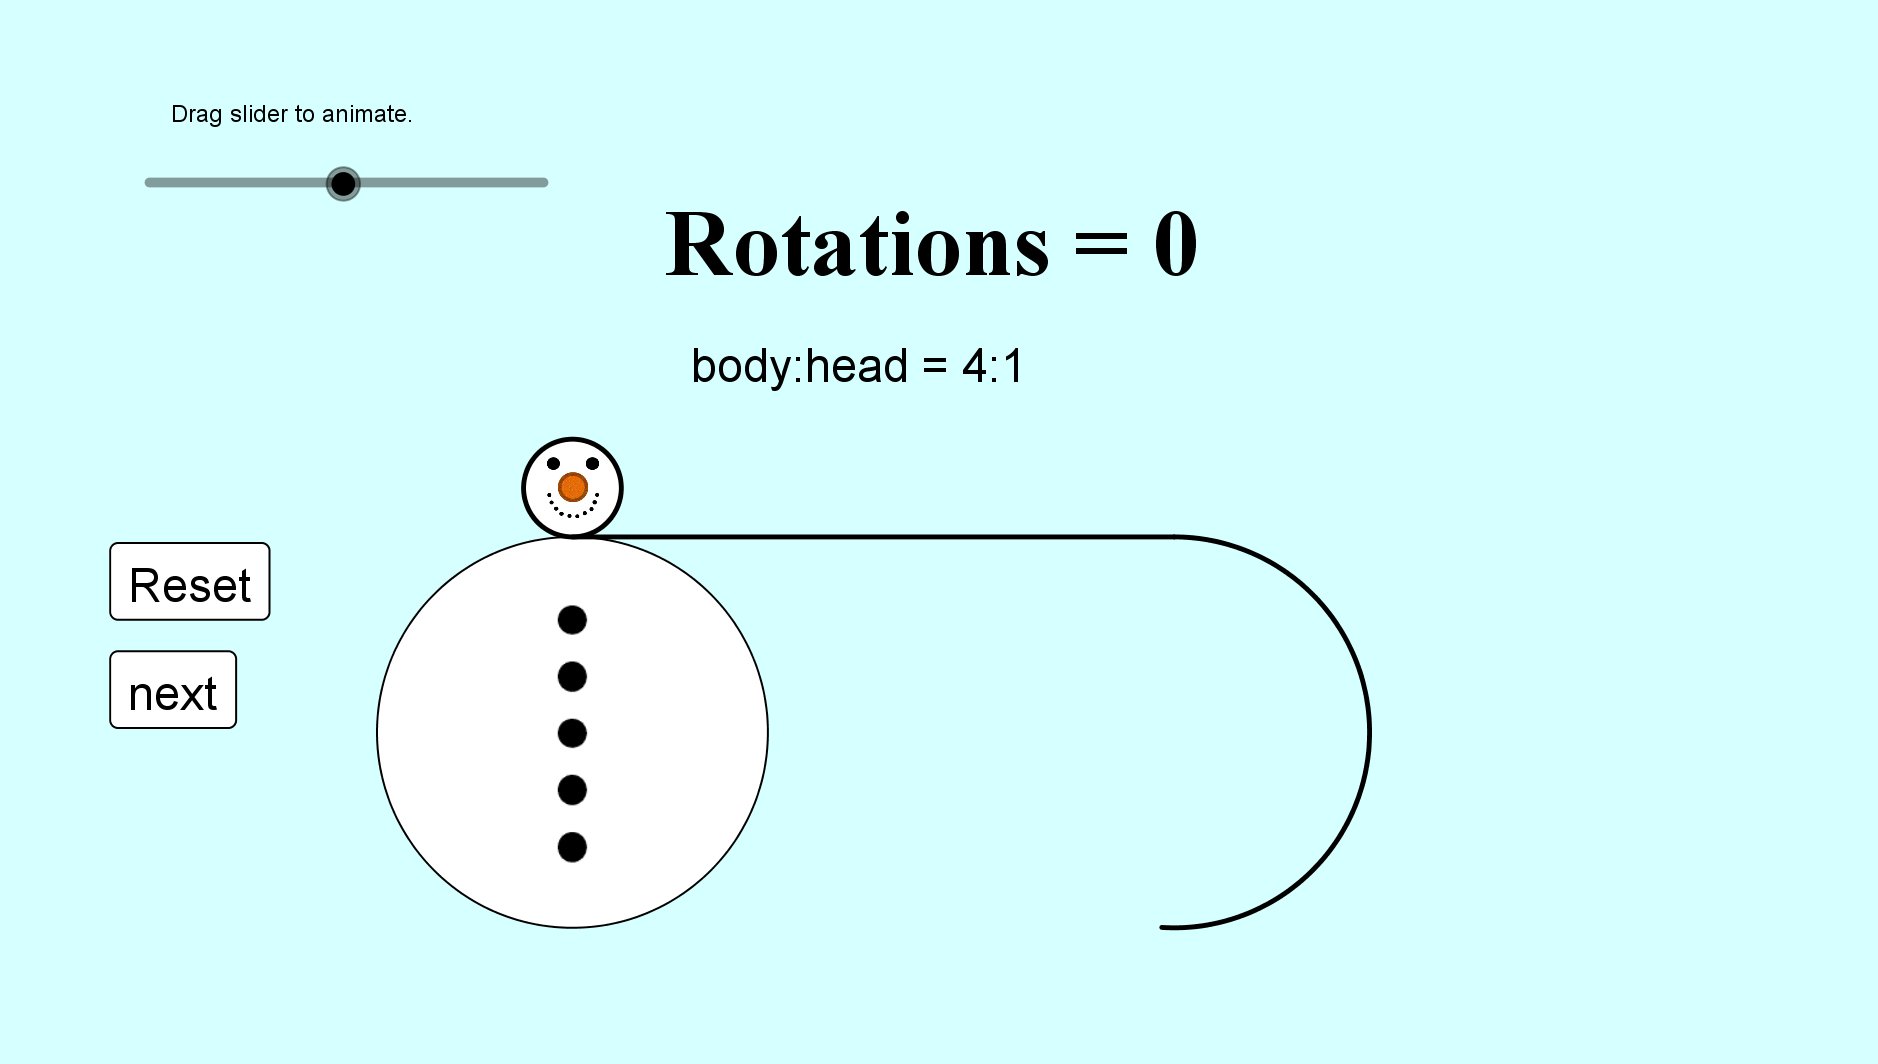 Drag slider to animate.
Rotations = 0
body:head = 4:1
Reset
next